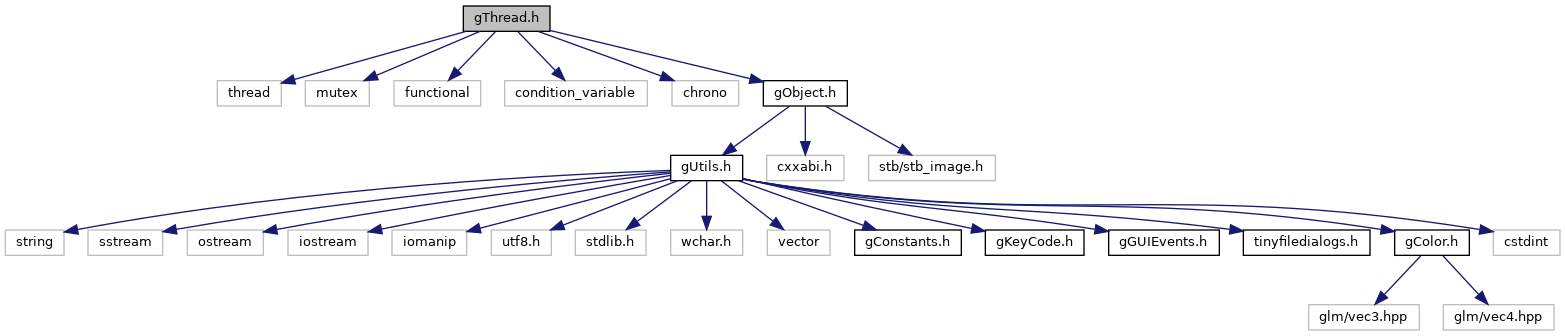 gThread.h
thread
mutex
functional
condition_variable
chrono
gObject.h
gUtils.h
cxxabi.h
stb/stb_image.h
string
sstream
ostream
iostream
iomanip
utf8.h
stdlib.h
wchar.h
vector
gConstants.h
gKeyCode.h
gGUIEvents.h
tinyfiledialogs.h
gColor.h
cstdint
glm/vec3.hpp
glm/vec4.hpp